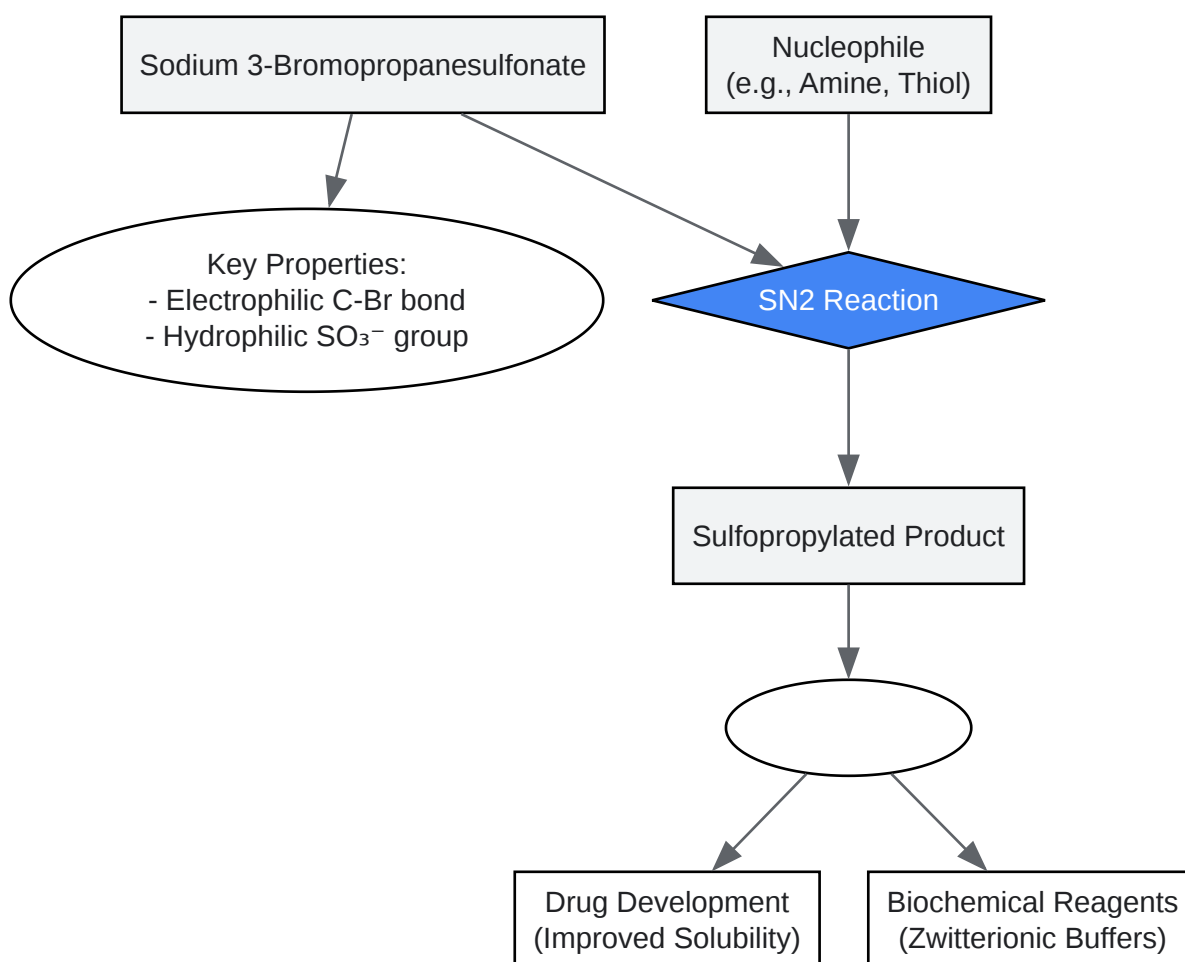 Sodium 3-Bromopropanesulfonate
Nucleophile
(e.g., Amine, Thiol)
Key Properties:
- Electrophilic C-Br bond
- Hydrophilic SO₃⁻ group
SN2 Reaction
Sulfopropylated Product
Drug Development
(Improved Solubility)
Biochemical Reagents
(Zwitterionic Buffers)